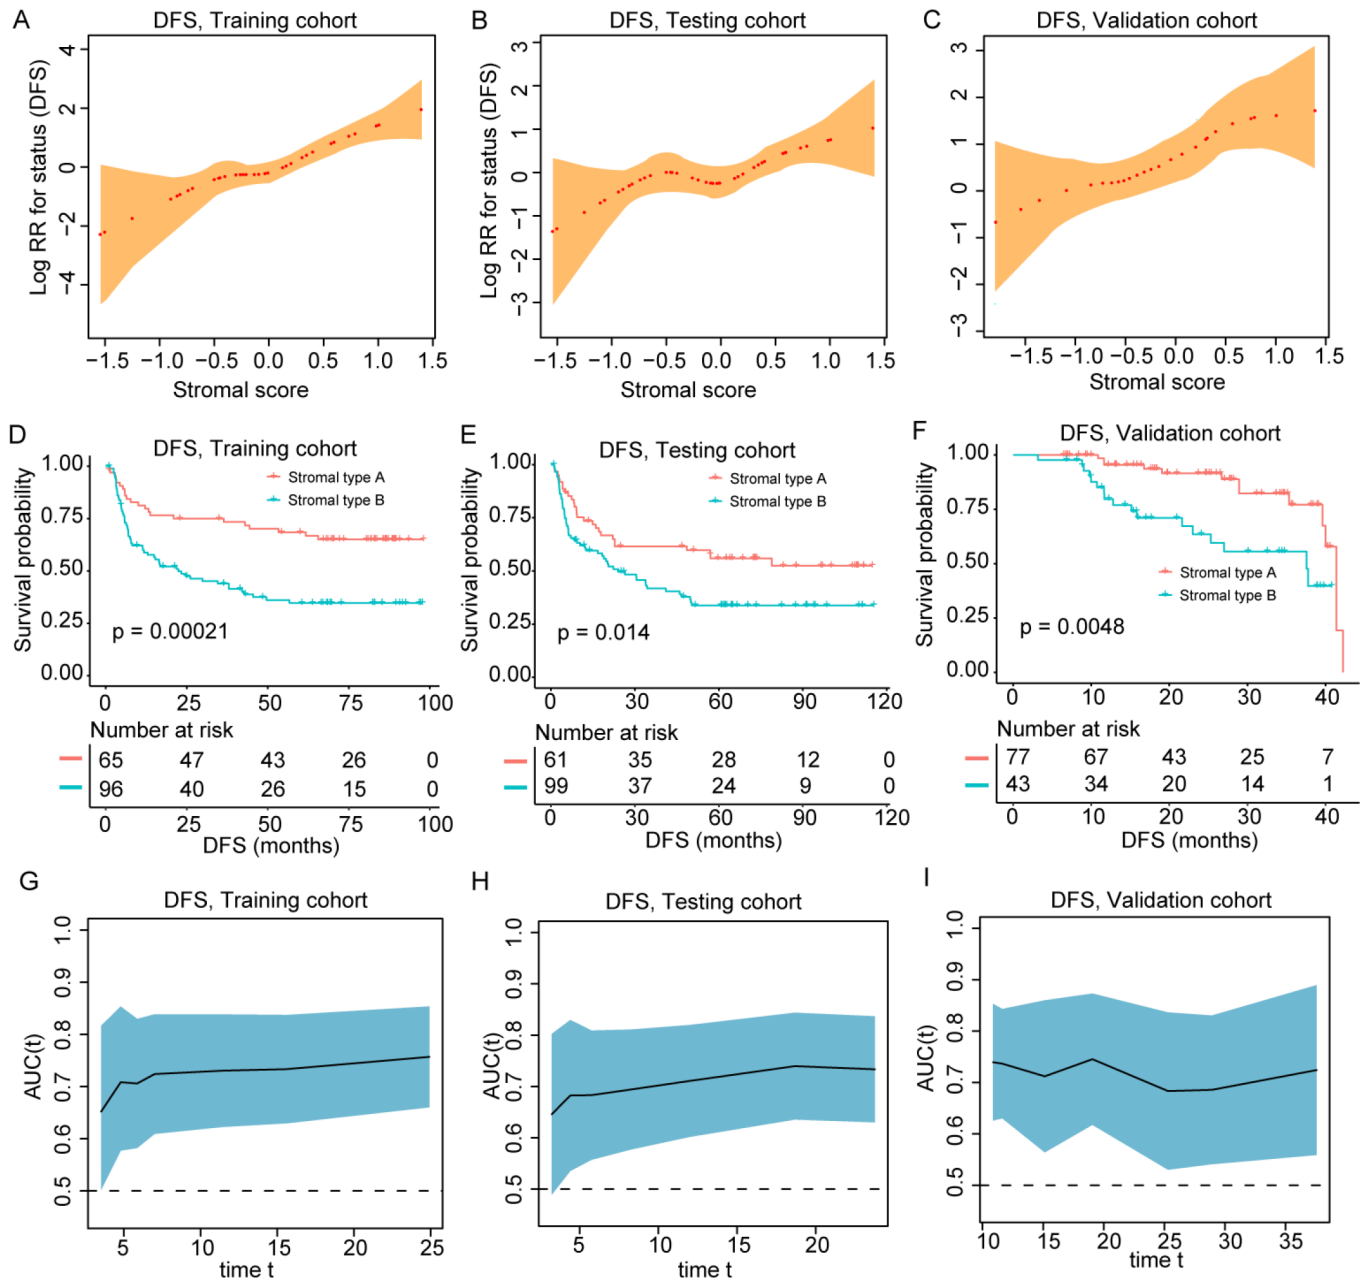 A
DFS, Training cohort
Log RR for status (DFS)
4
2
0
−2
−4
−1.5 −1.0 −0.5 0.0 0.5 1.0 1.5
Stromal score
B
DFS, Testing cohort
Log RR for status (DFS)
3
2
1
0
−1
−2
−3
−1.5 −1.0 −0.5 0.0 0.5 1.0 1.5
Stromal score
C
DFS, Validation cohort
3
2
1
0
−1
−2
−3
−1.5 −1.0 −0.5 0.0 0.5 1.0 1.5
Stromal score
D
DFS, Training cohort
Survival probability
1.00
0.75
0.50
0.25
0.00
Stromal type A
Stromal type B
p = 0.00021
0 25 50 75 100
Number at risk
65 47 43 26 0
96 40 26 15 0
0 25 50 75 100
DFS (months)
E
DFS, Testing cohort
Survival probability
1.00
0.75
0.50
0.25
0.00
Stromal type A
Stromal type B
p = 0.014
0 30 60 90 120
Number at risk
61 35 28 12 0
99 37 24 9 0
0 30 60 90 120
DFS (months)
F
DFS, Validation cohort
Survival probability
1.00
0.75
0.50
0.25
0.00
Stromal type A
Stromal type B
p = 0.0048
0 10 20 30 40
Number at risk
77 67 43 25 7
43 34 20 14 1
0 10 20 30 40
DFS (months)
G
DFS, Training cohort
AUC(t)
1.0
0.9
0.8
0.7
0.6
0.5
5 10 15 20 25
time t
H
DFS, Testing cohort
AUC(t)
1.0
0.9
0.8
0.7
0.6
0.5
5 10 15 20
time t
I
DFS, Validation cohort
AUC(t)
1.0
0.9
0.8
0.7
0.6
0.5
10 15 20 25 30 35
time t